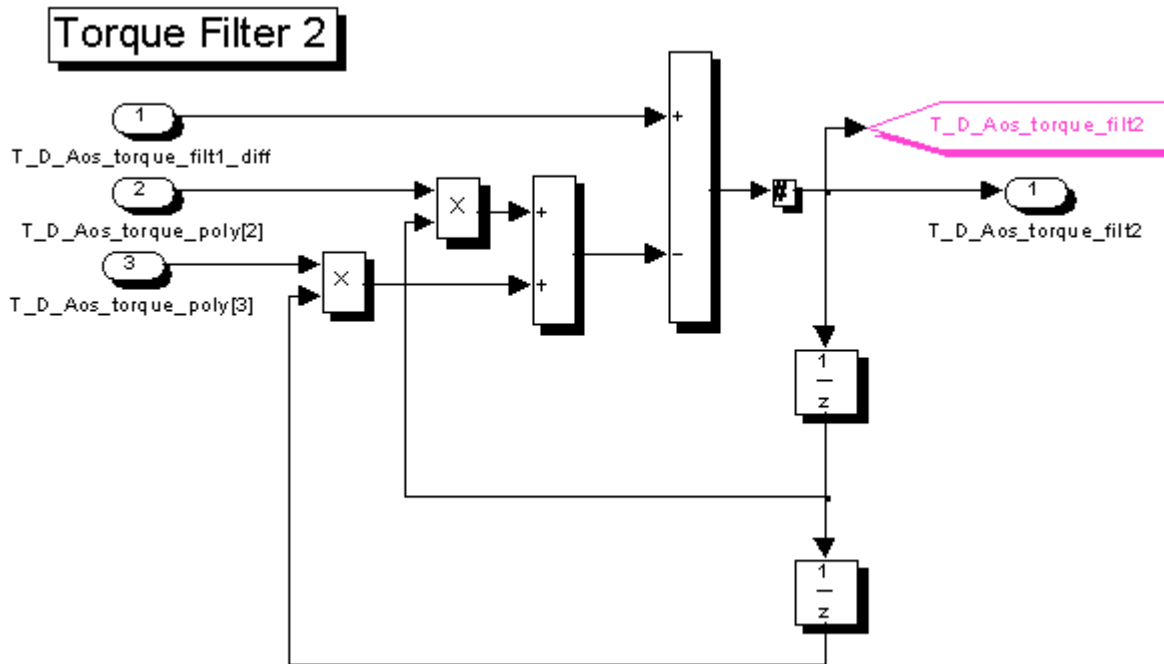 Torque Filter 2
1
T_D_Aos_torque_filt1_diff
2
T_D_Aos_torque_poly[2]
3
T_D_Aos_torque_poly[3]
×
×
+
+
+
−
#
T_D_Aos_torque_filt2
1
T_D_Aos_torque_filt2
1
z
1
z